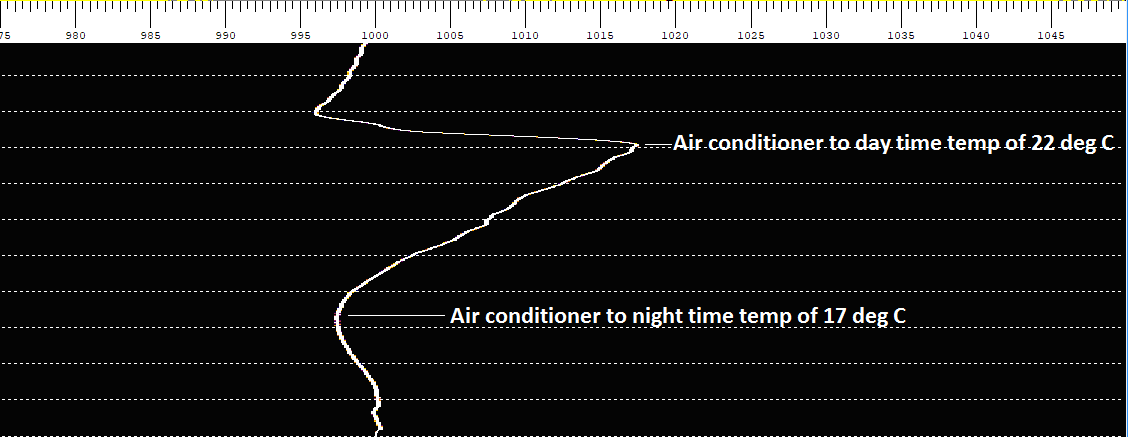 75 980 985 990 995 1000 1005 1010 1015 1020 1025 1030 1035 1040 1045
Air conditioner to day time temp of 22 deg C
Air conditioner to night time temp of 17 deg C